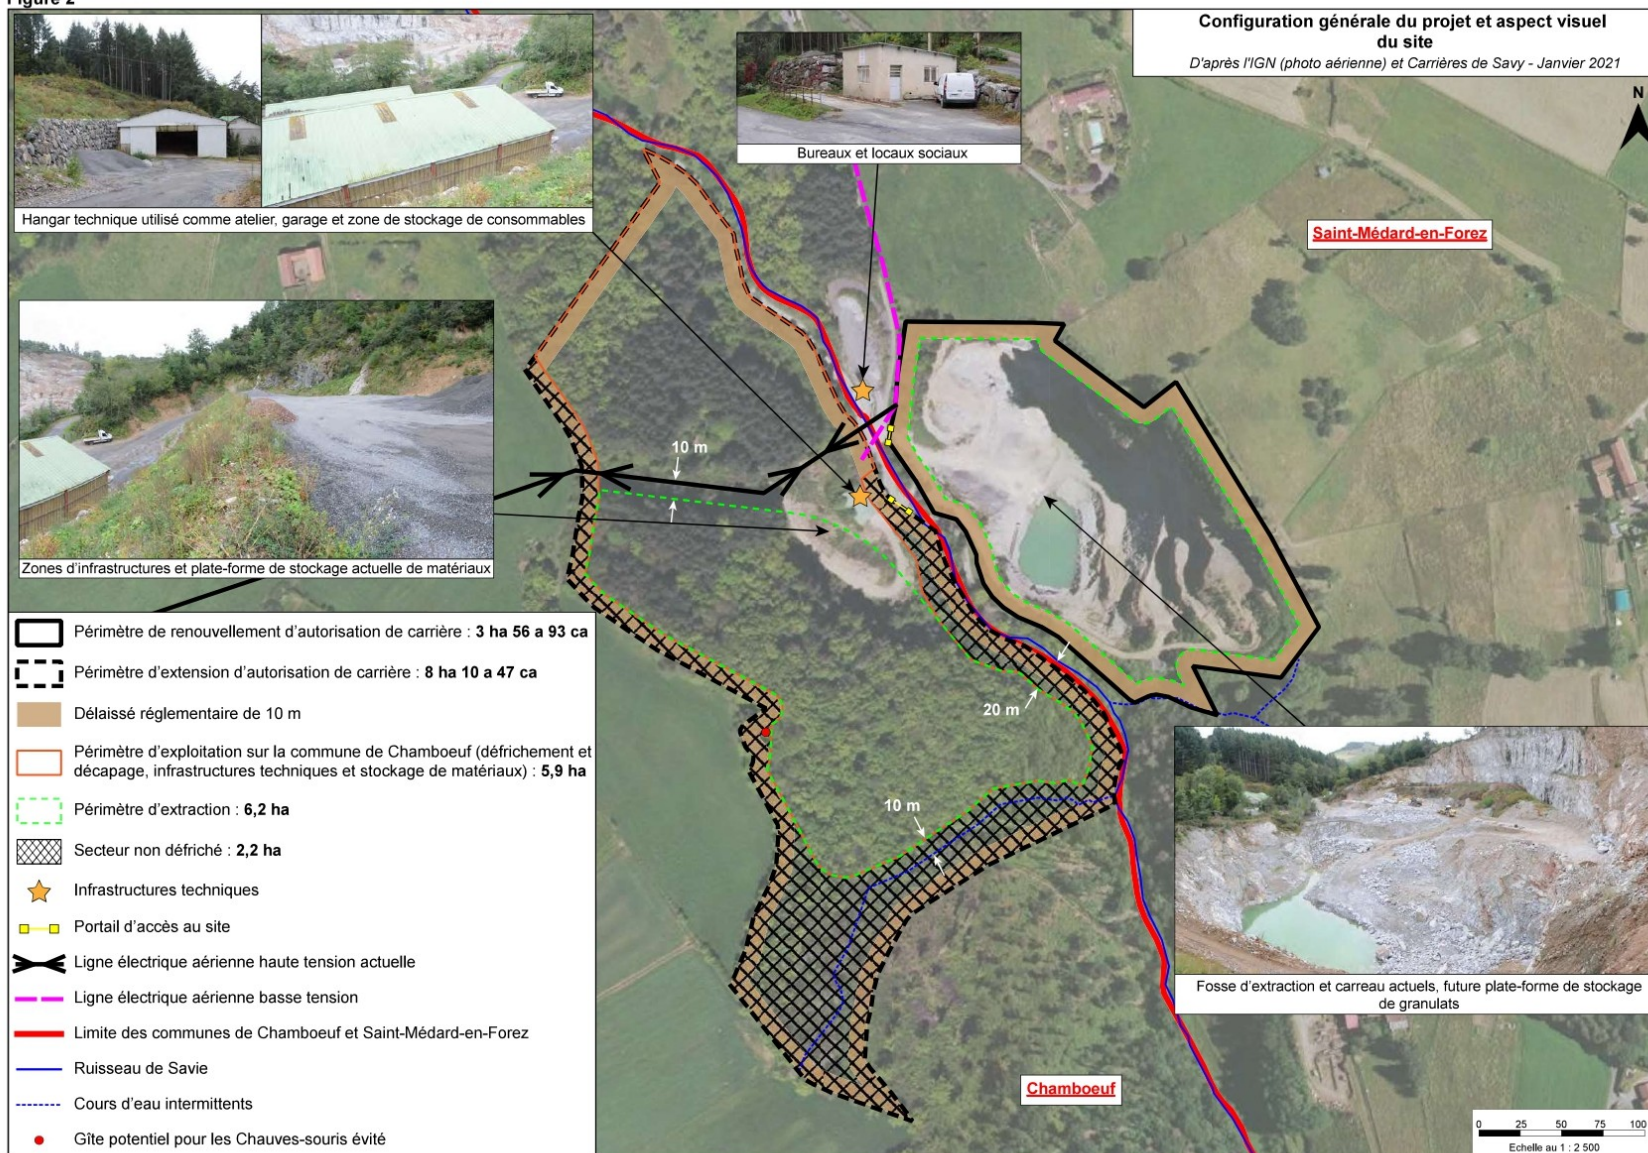 Figure 2
Configuration générale du projet et aspect visuel
du site
D'après l'IGN (photo aérienne) et Carrières de Savy - Janvier 2021
N
Hangar technique utilisé comme atelier, garage et zone de stockage de consommables
Bureaux et locaux sociaux
Saint-Médard-en-Forez
Zones d'infrastructures et plate-forme de stockage actuelle de matériaux
10 m
20 m
10 m
Fosse d'extraction et carreau actuels, future plate-forme de stockage
de granulats
Chamboeuf
Périmètre de renouvellement d'autorisation de carrière : 3 ha 56 a 93 ca
Périmètre d'extension d'autorisation de carrière : 8 ha 10 a 47 ca
Délaissé réglementaire de 10 m
Périmètre d'exploitation sur la commune de Chamboeuf (défrichement et
décapage, infrastructures techniques et stockage de matériaux) : 5,9 ha
Périmètre d'extraction : 6,2 ha
Secteur non défriché : 2,2 ha
Infrastructures techniques
Portail d'accès au site
Ligne électrique aérienne haute tension actuelle
Ligne électrique aérienne basse tension
Limite des communes de Chamboeuf et Saint-Médard-en-Forez
Ruisseau de Savie
Cours d'eau intermittents
Gîte potentiel pour les Chauves-souris évité
0 25 50 75 100
Echelle au 1 : 2 500